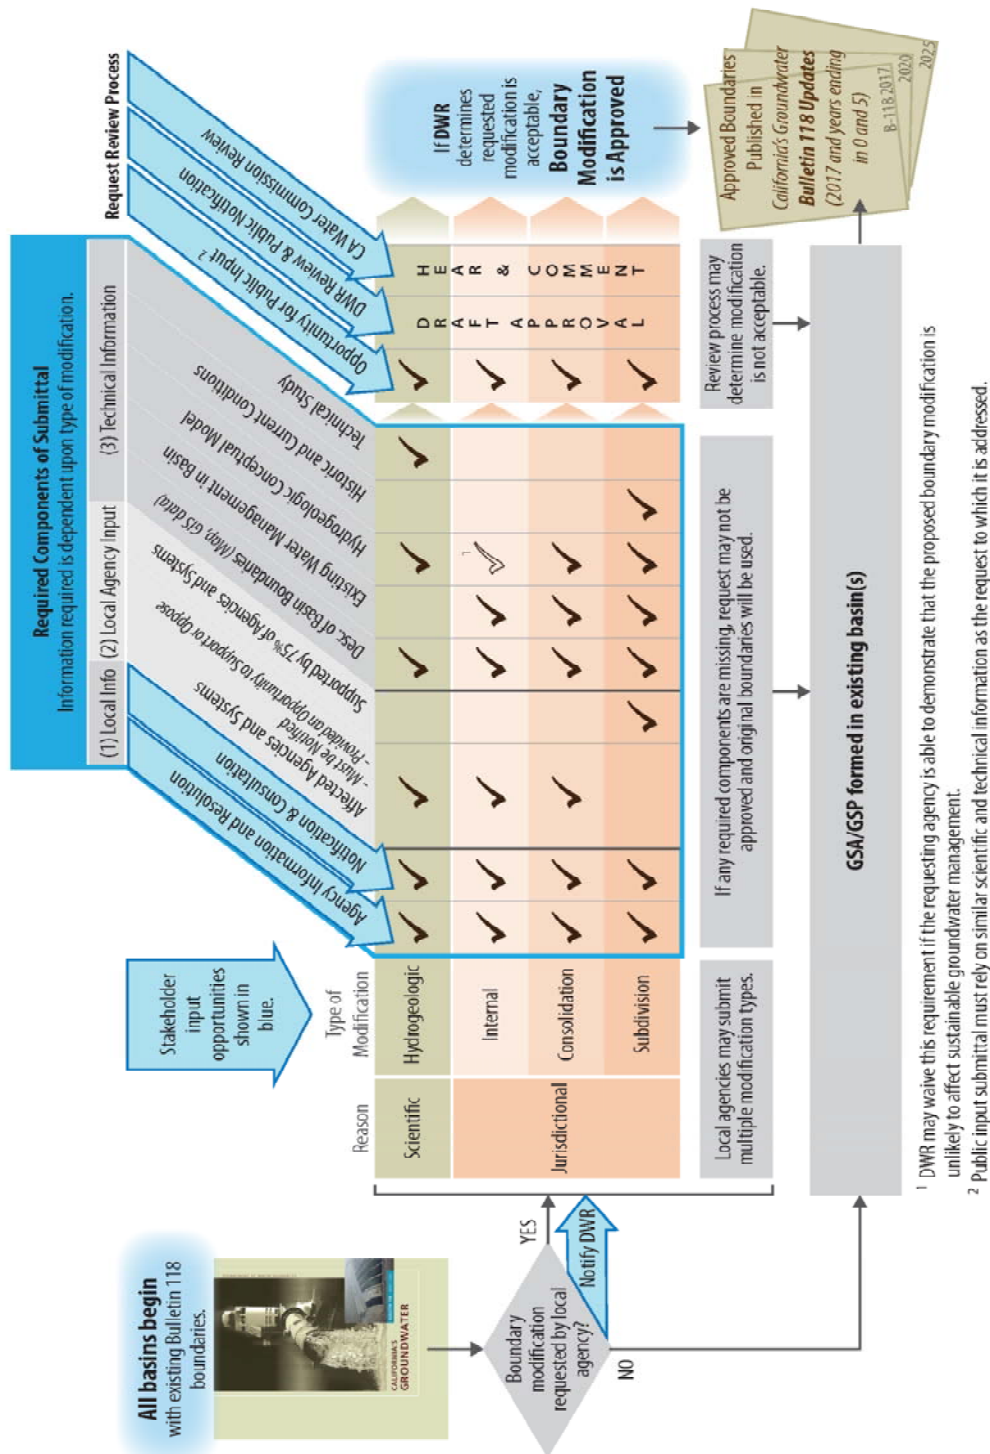 All basins begin
with existing Bulletin 118
boundaries.
CALIFORNIA'S
GROUNDWATER
Boundary
modification
requested by local
agency?
YES
Notify DWR
NO
Stakeholder
input
opportunities
shown in
blue.
Required Components of Submittal
Information required is dependent upon type of modification.
(1) Local Info
(2) Local Agency Input
(3) Technical Information
Agency Information and Resolution
Notification & Consultation
Affected Agencies and Systems
- Must be Notified
- Provided an Opportunity to Support or Oppose
Supported by 75% of Agencies and Systems
Desc. of Basin Boundaries (Map, GIS data)
Existing Water Management in Basin
Hydrogeologic Conceptual Model
Historic and Current Conditions
Technical Study
Request Review Process
Opportunity for Public Input 2
DWR Review & Public Notification
CA Water Commission Review
Reason
Type of
Modification
Scientific
Hydrogeologic
Jurisdictional
Internal
1
Consolidation
Subdivision
DRAFT APPROVAL
HEAR & COMMENT
If DWR
determines
requested
modification is
acceptable,
Boundary
Modification
is Approved
Local agencies may submit
multiple modification types.
If any required components are missing, request may not be
approved and original boundaries will be used.
Review process may
determine modification
is not acceptable.
GSA/GSP formed in existing basin(s)
Approved Boundaries
Published in
California's Groundwater
Bulletin 118 Updates
(2017 and years ending
in 0 and 5)
B-118 2017
2020
2025
1 DWR may waive this requirement if the requesting agency is able to demonstrate that the proposed boundary modification is
unlikely to affect sustainable groundwater management.
2 Public input submittal must rely on similar scientific and technical information as the request to which it is addressed.